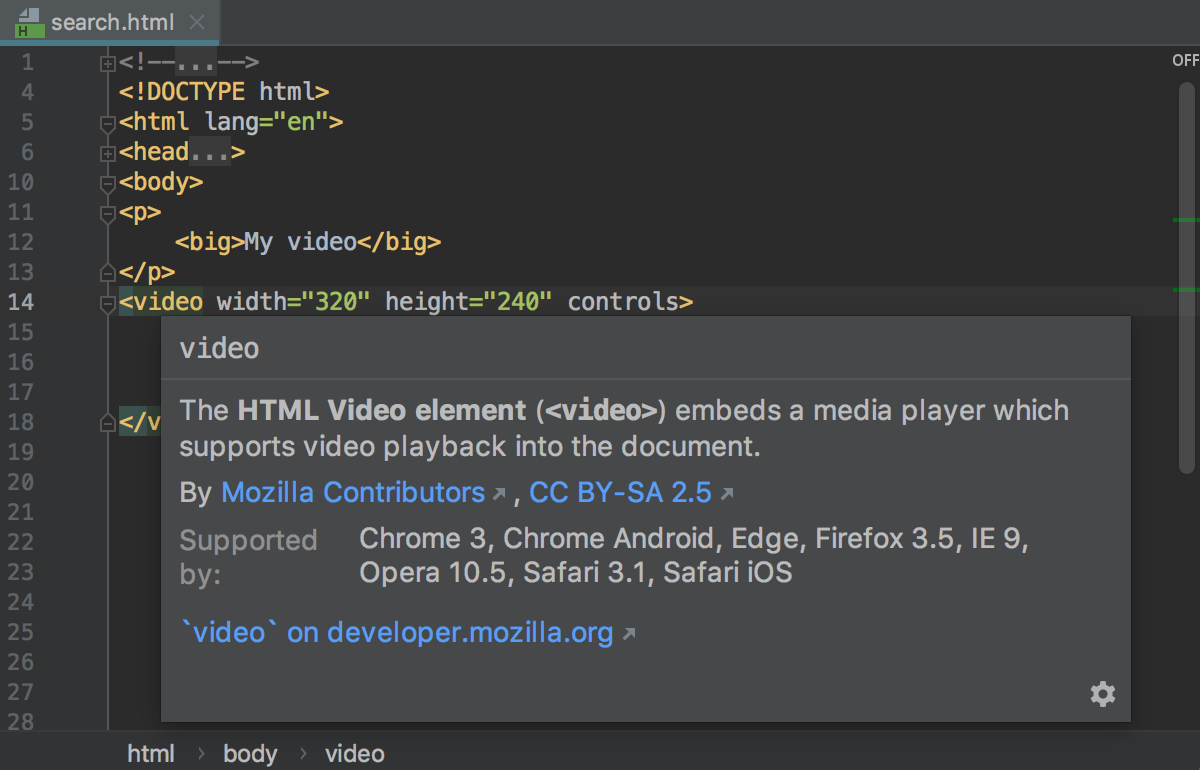 H search.html
OFF
1 <!--...-->
4 <!DOCTYPE html>
5 <html lang="en">
6 <head...>
10 <body>
11 <p>
12 <big>My video</big>
13 </p>
14 <video width="320" height="240" controls>
15
16
17
18 </v
19
20
21
22
23
24
25
26
27
28
video
The HTML Video element (<video>) embeds a media player which
supports video playback into the document.
By Mozilla Contributors↗, CC BY-SA 2.5↗
Supported by: Chrome 3, Chrome Android, Edge, Firefox 3.5, IE 9,
Opera 10.5, Safari 3.1, Safari iOS
`video` on developer.mozilla.org↗
html › body › video